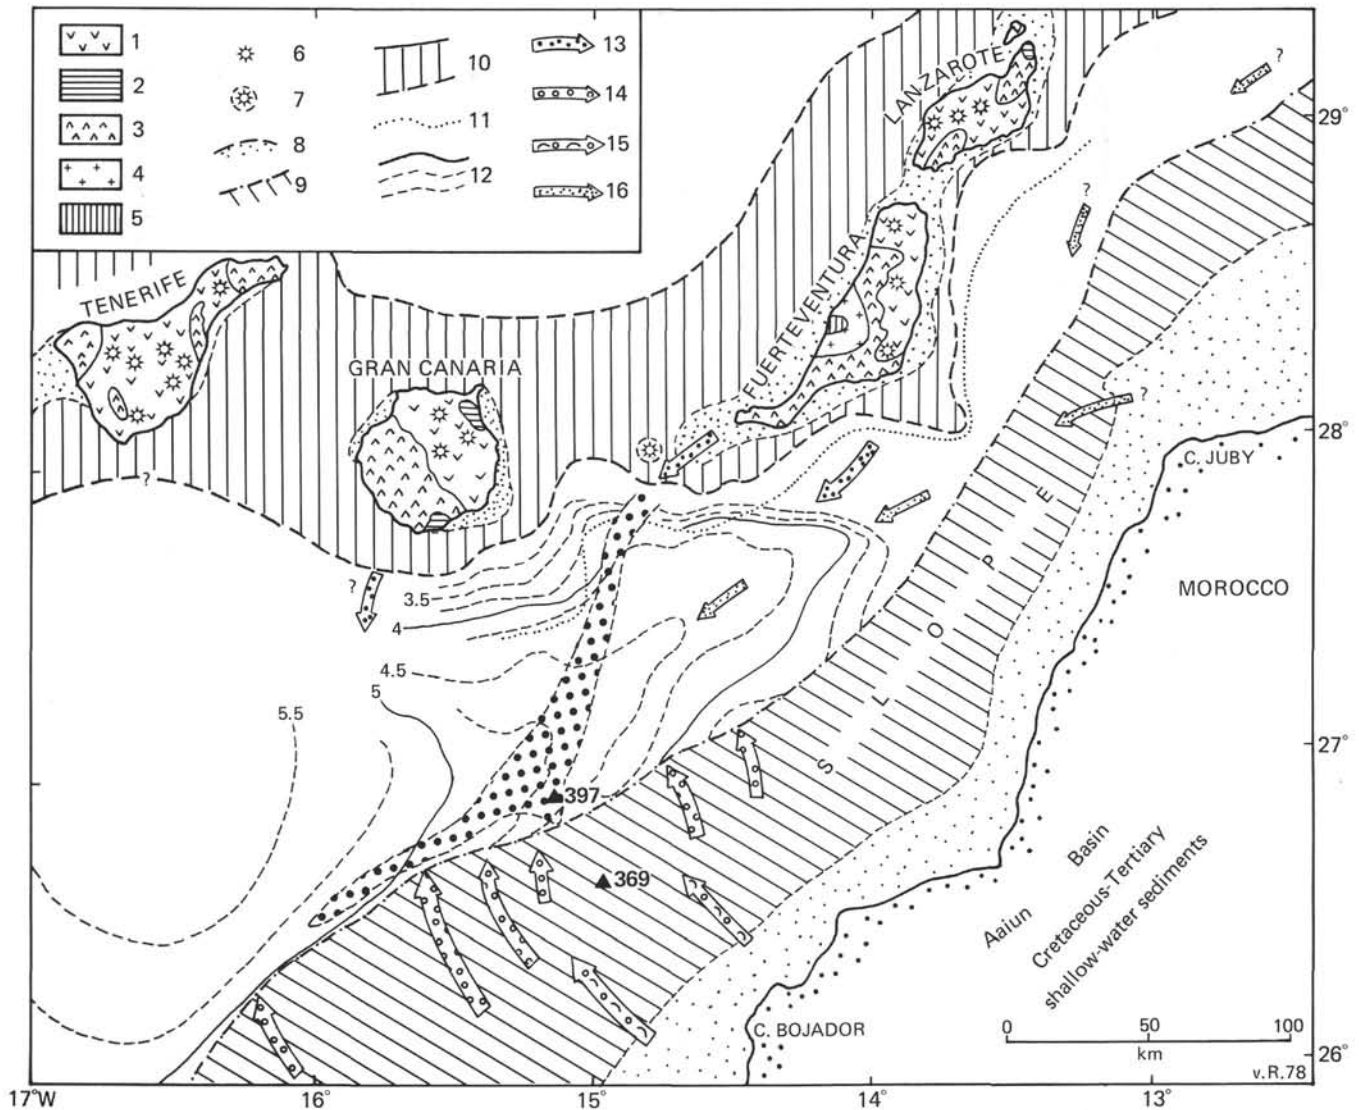 1
2
3
4
5
6
7
8
9
10
11
12
13
14
15
16
LANZAROTE
?
29°
?
TENERIFE
FUERTEVENTURA
GRAN CANARIA
?
28°
C. JUBY
?
MOROCCO
SLOPE
?
3.5
4
4.5
5
5.5
27°
397
369
Aaiun Basin
Cretaceous-Tertiary
shallow-water sediments
C. BOJADOR
0 50 100
km
26°
v.R.78
17°W 16° 15° 14° 13°